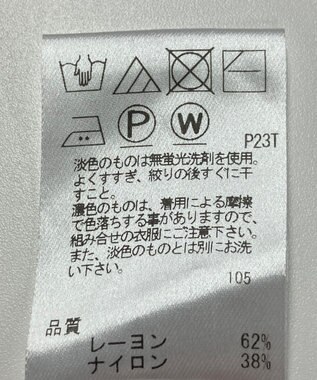 P W P23T
淡色のものは無蛍光洗剤を使用。
よくすすぎ、絞りの後すぐに干
すこと。
濃色のものは、着用による摩擦
で色落ちする事がありますので、
組み合せの衣服にご注意下さい。
また、淡色のものとは別にお洗
い下さい。
105
品質
レーヨン 62%
ナイロン 38%